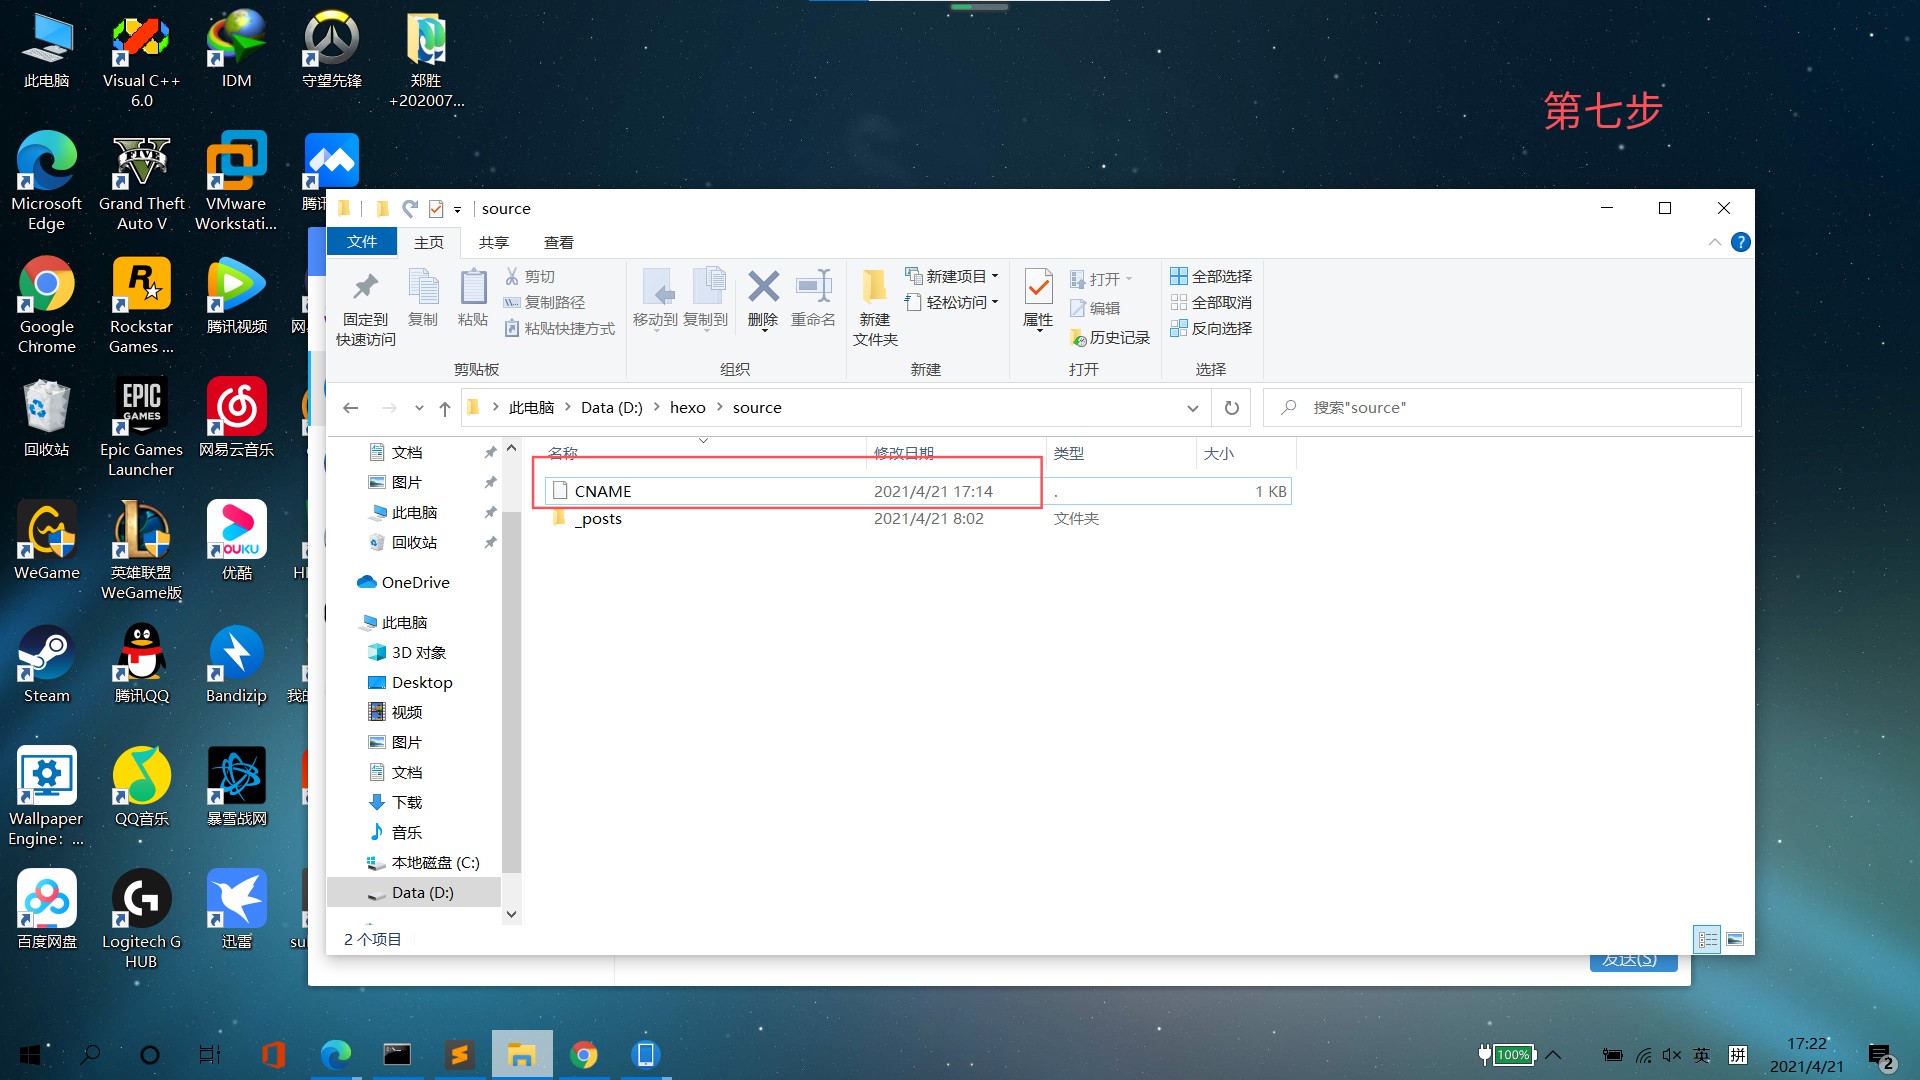 此电脑
Visual C++ 6.0
IDM
守望先锋
郑胜
+202007...
第七步
Microsoft Edge
Grand Theft Auto V
VMware Workstati...
腾讯
Google Chrome
Rockstar Games ...
腾讯视频
回收站
EPIC GAMES
Epic Games Launcher
网易云音乐
WeGame
英雄联盟 WeGame版
YOUKU
优酷
Steam
腾讯QQ
Bandizip
Wallpaper Engine: ...
QQ音乐
暴雪战网
百度网盘
Logitech G HUB
迅雷
source
文件
主页
共享
查看
固定到快速访问
复制
粘贴
剪切
复制路径
粘贴快捷方式
剪贴板
移动到
复制到
删除
重命名
组织
新建文件夹
新建项目
轻松访问
新建
属性
打开
编辑
历史记录
打开
全部选择
全部取消
反向选择
选择
此电脑 > Data (D:) > hexo > source
搜索"source"
名称 修改日期 类型 大小
CNAME 2021/4/21 17:14 . 1 KB
_posts 2021/4/21 8:02 文件夹
文档
图片
此电脑
回收站
OneDrive
此电脑
3D 对象
Desktop
视频
图片
文档
下载
音乐
本地磁盘 (C:)
Data (D:)
2 个项目
发送(S)
100%
英
拼
17:22
2021/4/21
2